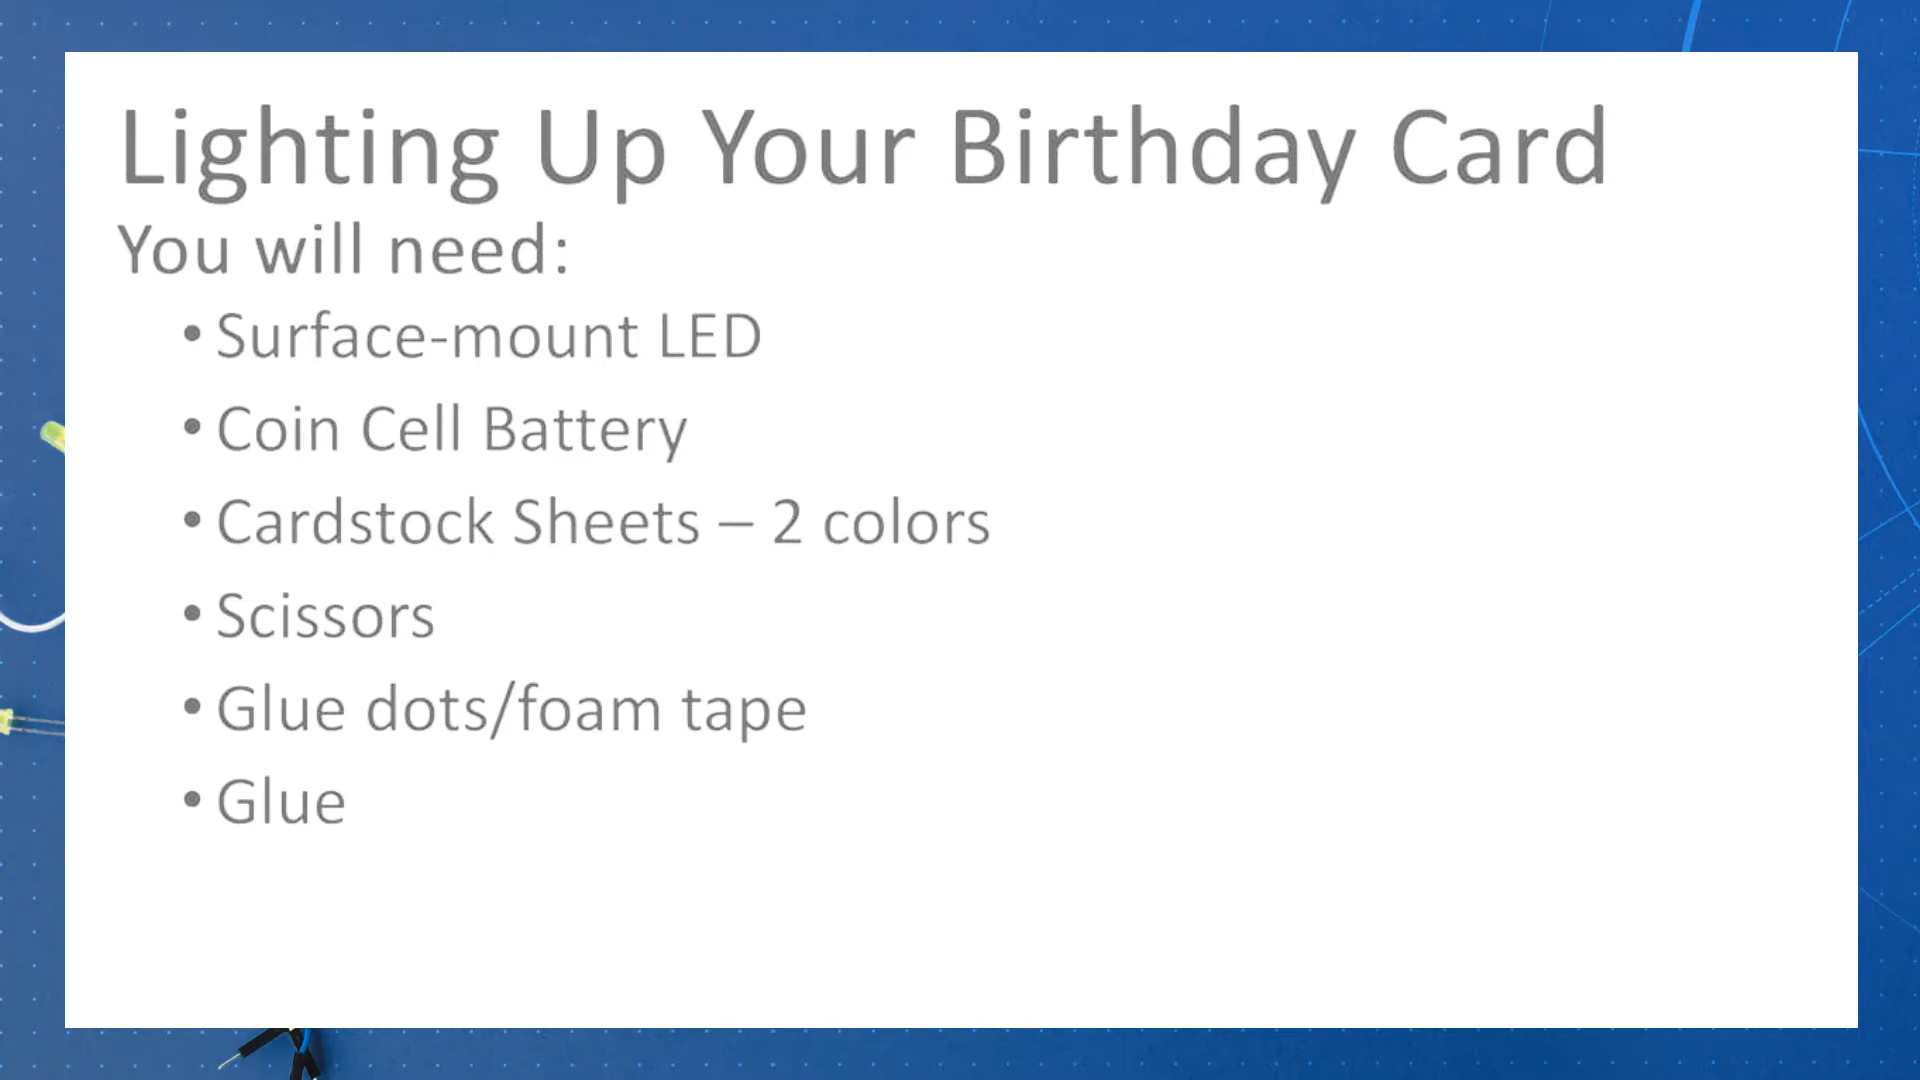 Lighting Up Your Birthday Card
You will need:
• Surface-mount LED
• Coin Cell Battery
• Cardstock Sheets – 2 colors
• Scissors
• Glue dots/foam tape
• Glue